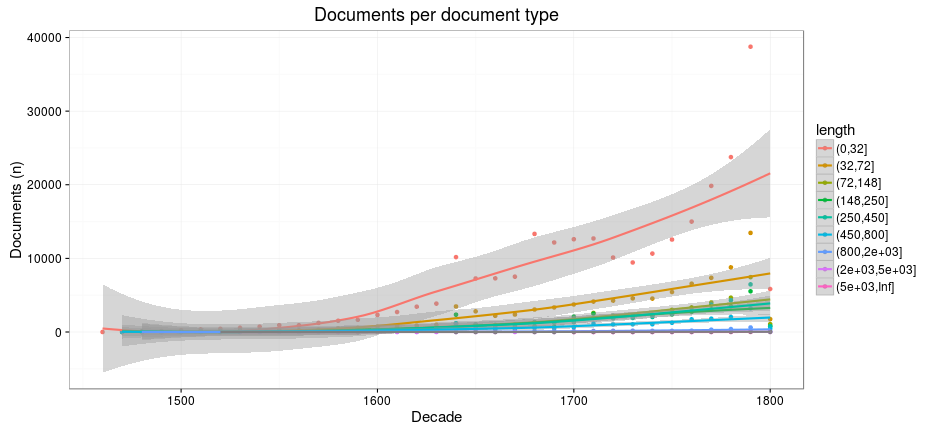 Documents per document type
40000
30000
20000
10000
0
Documents (n)
1500
1600
1700
1800
Decade
length
(0,32]
(32,72]
(72,148]
(148,250]
(250,450]
(450,800]
(800,2e+03]
(2e+03,5e+03]
(5e+03,Inf]